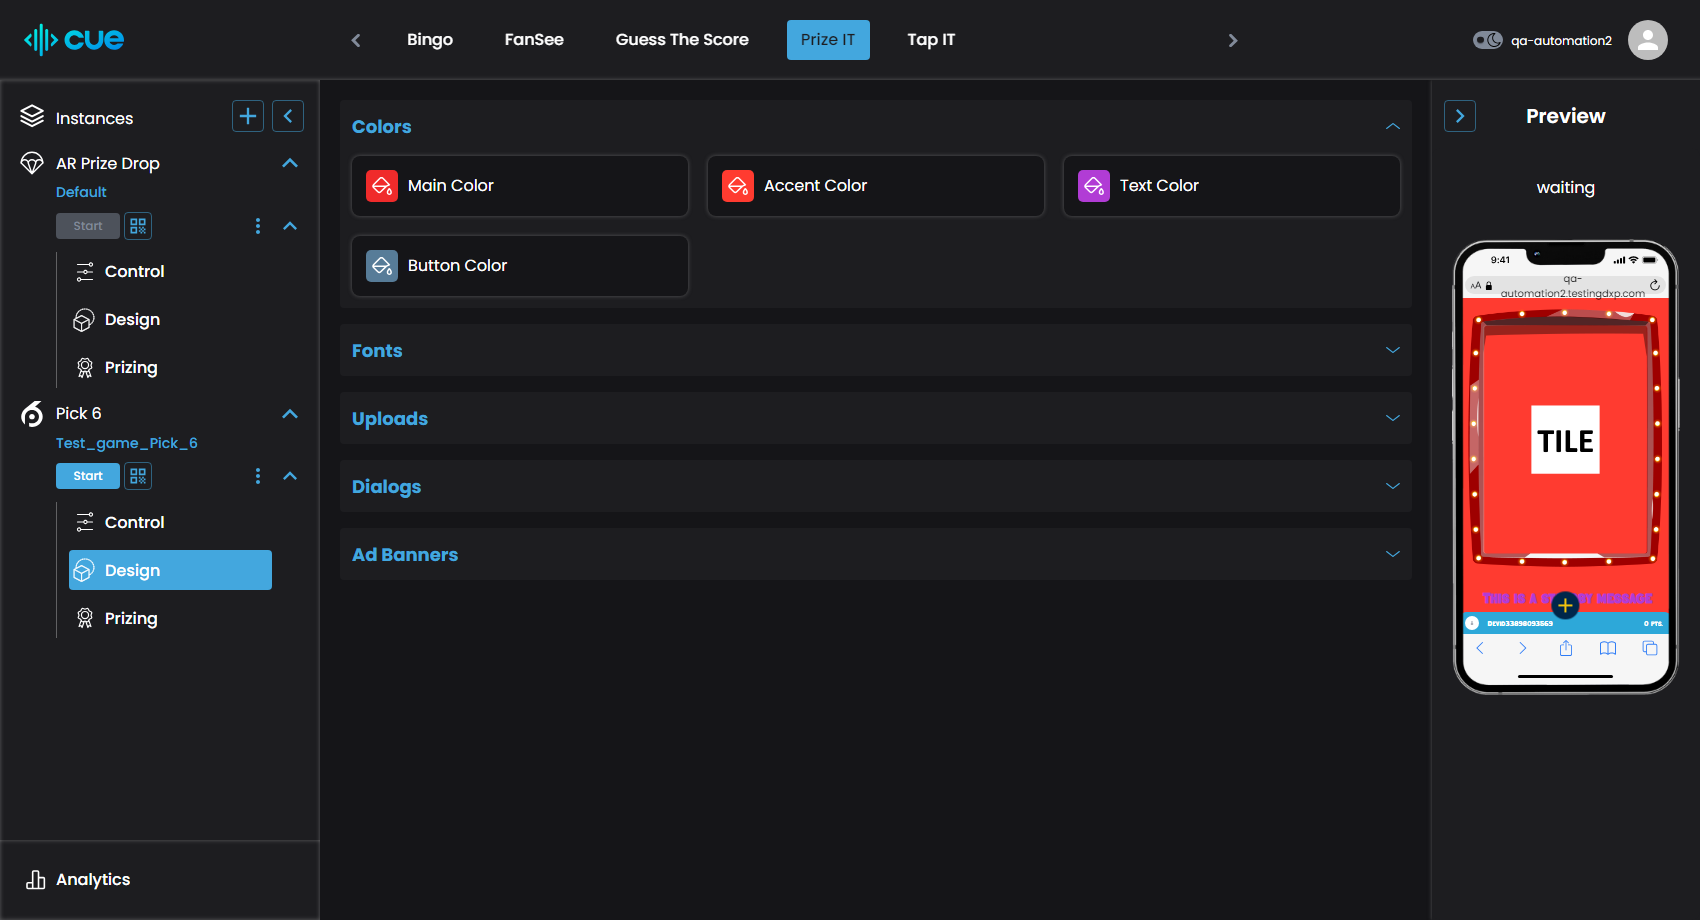 cue
Bingo
FanSee
Guess The Score
Prize IT
Tap IT
qa-automation2
Instances
AR Prize Drop
Default
Start
Control
Design
Prizing
Pick 6
Test_game_Pick_6
Start
Control
Design
Prizing
Analytics
Colors
Main Color
Accent Color
Text Color
Button Color
Fonts
Uploads
Dialogs
Ad Banners
Preview
waiting
9:41
AA
qa-
automation2.testingdxp.com
TILE
THIS IS A MESSAGE
0 PTS.